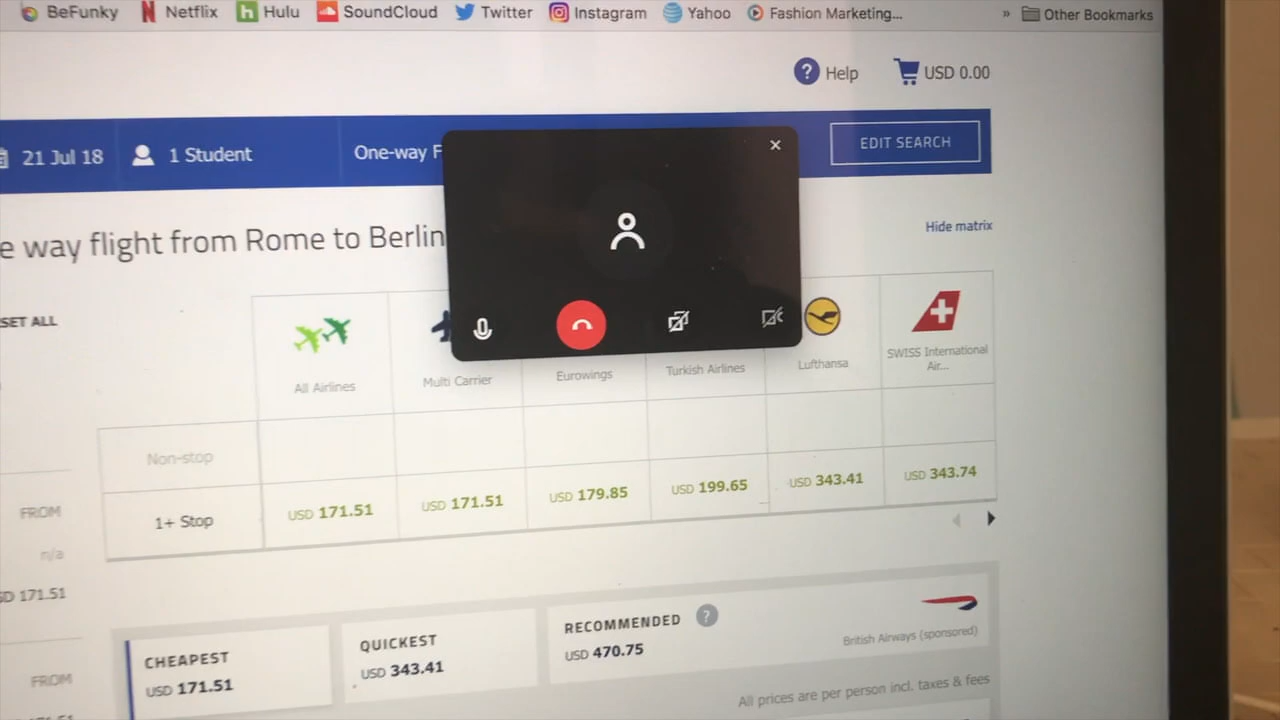 BeFunky Netflix Hulu SoundCloud Twitter Instagram Yahoo Fashion Marketing... » Other Bookmarks
? Help USD 0.00
21 Jul 18 1 Student One-way F EDIT SEARCH
e way flight from Rome to Berlin Hide matrix
SET ALL
All Airlines Multi Carrier Eurowings Turkish Airlines Lufthansa SWISS International
Air...
Non-stop
1+ Stop USD 171.51 USD 171.51 USD 179.85 USD 199.65 USD 343.41 USD 343.74
FROM
n/a
SD 171.51
CHEAPEST QUICKEST RECOMMENDED ?
USD 171.51 USD 343.41 USD 470.75 British Airways (sponsored)
FROM
All prices are per person incl. taxes & fees